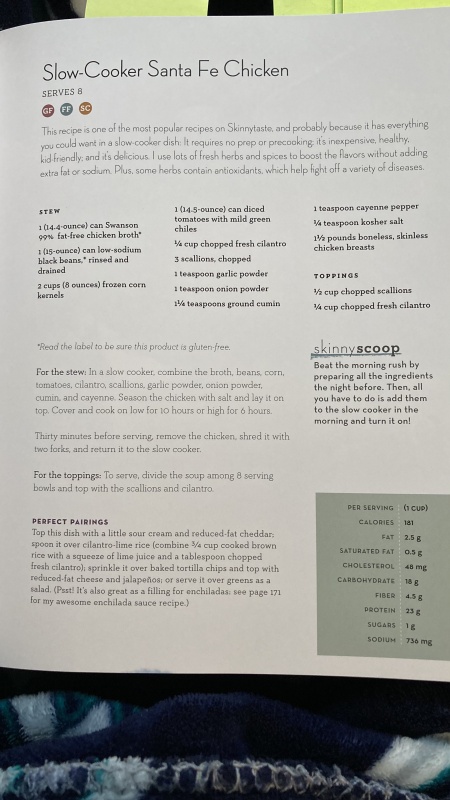 Slow-Cooker Santa Fe Chicken
SERVES 8
GF FF SC
This recipe is one of the most popular recipes on Skinnytaste, and probably because it has everything
you could want in a slow-cooker dish: It requires no prep or precooking; it's inexpensive, healthy,
kid-friendly; and it's delicious. I use lots of fresh herbs and spices to boost the flavors without adding
extra fat or sodium. Plus, some herbs contain antioxidants, which help fight off a variety of diseases.
STEW
1 (14.4-ounce) can Swanson
99% fat-free chicken broth*
1 (15-ounce) can low-sodium
black beans,* rinsed and
drained
2 cups (8 ounces) frozen corn
kernels
1 (14.5-ounce) can diced
tomatoes with mild green
chiles
¼ cup chopped fresh cilantro
3 scallions, chopped
1 teaspoon garlic powder
1 teaspoon onion powder
1¼ teaspoons ground cumin
1 teaspoon cayenne pepper
¼ teaspoon kosher salt
1½ pounds boneless, skinless
chicken breasts
TOPPINGS
½ cup chopped scallions
¼ cup chopped fresh cilantro
*Read the label to be sure this product is gluten-free.
For the stew: In a slow cooker, combine the broth, beans, corn,
tomatoes, cilantro, scallions, garlic powder, onion powder,
cumin, and cayenne. Season the chicken with salt and lay it on
top. Cover and cook on low for 10 hours or high for 6 hours.
Thirty minutes before serving, remove the chicken, shred it with
two forks, and return it to the slow cooker.
For the toppings: To serve, divide the soup among 8 serving
bowls and top with the scallions and cilantro.
PERFECT PAIRINGS
Top this dish with a little sour cream and reduced-fat cheddar;
spoon it over cilantro-lime rice (combine ¾ cup cooked brown
rice with a squeeze of lime juice and a tablespoon chopped
fresh cilantro); sprinkle it over baked tortilla chips and top with
reduced-fat cheese and jalapeños; or serve it over greens as a
salad. (Psst! It's also great as a filling for enchiladas; see page 171
for my awesome enchilada sauce recipe.)
skinnyscoop
Beat the morning rush by
preparing all the ingredients
the night before. Then, all
you have to do is add them
to the slow cooker in the
morning and turn it on!
PER SERVING (1 CUP)
CALORIES 181
FAT 2.5 g
SATURATED FAT 0.5 g
CHOLESTEROL 48 mg
CARBOHYDRATE 18 g
FIBER 4.5 g
PROTEIN 23 g
SUGARS 1 g
SODIUM 736 mg